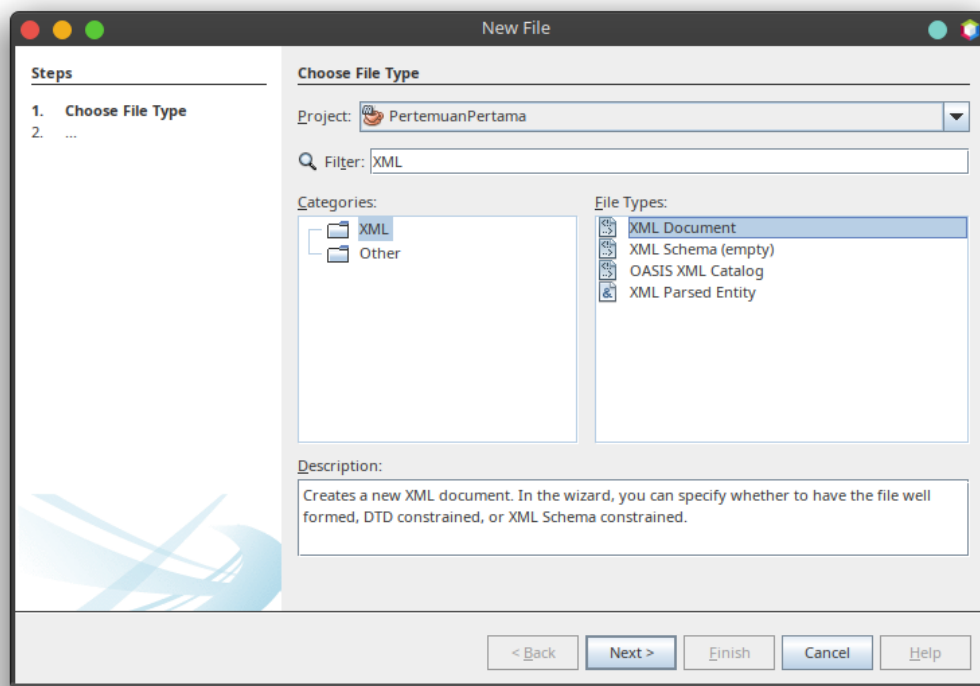 New File
Steps
1. Choose File Type
2. ...
Choose File Type
Project: PertemuanPertama
Filter: XML
Categories:
XML
Other
File Types:
XML Document
XML Schema (empty)
OASIS XML Catalog
XML Parsed Entity
Description:
Creates a new XML document. In the wizard, you can specify whether to have the file well
formed, DTD constrained, or XML Schema constrained.
< Back Next > Finish Cancel Help